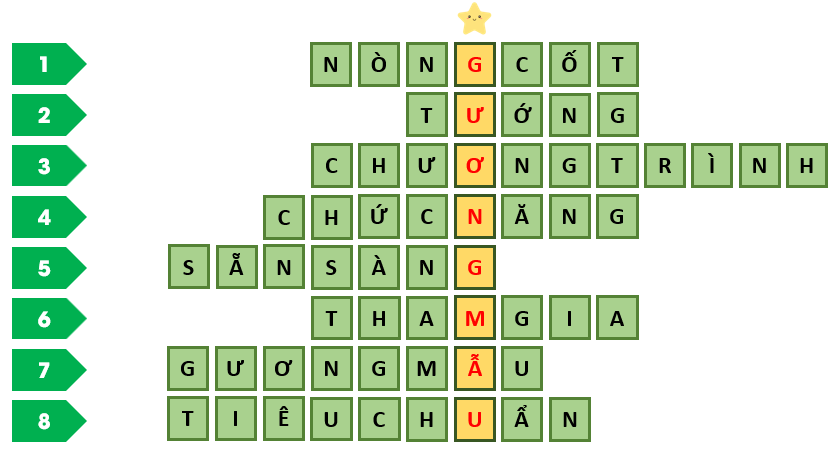 1 NÒNGCỐT
2 TƯỚNG
3 CHƯƠNGTRÌNH
4 CHỨCNĂNG
5 SẴNSÀNG
6 THAMGIA
7 GƯƠNGMẪU
8 TIÊUCHUẨN